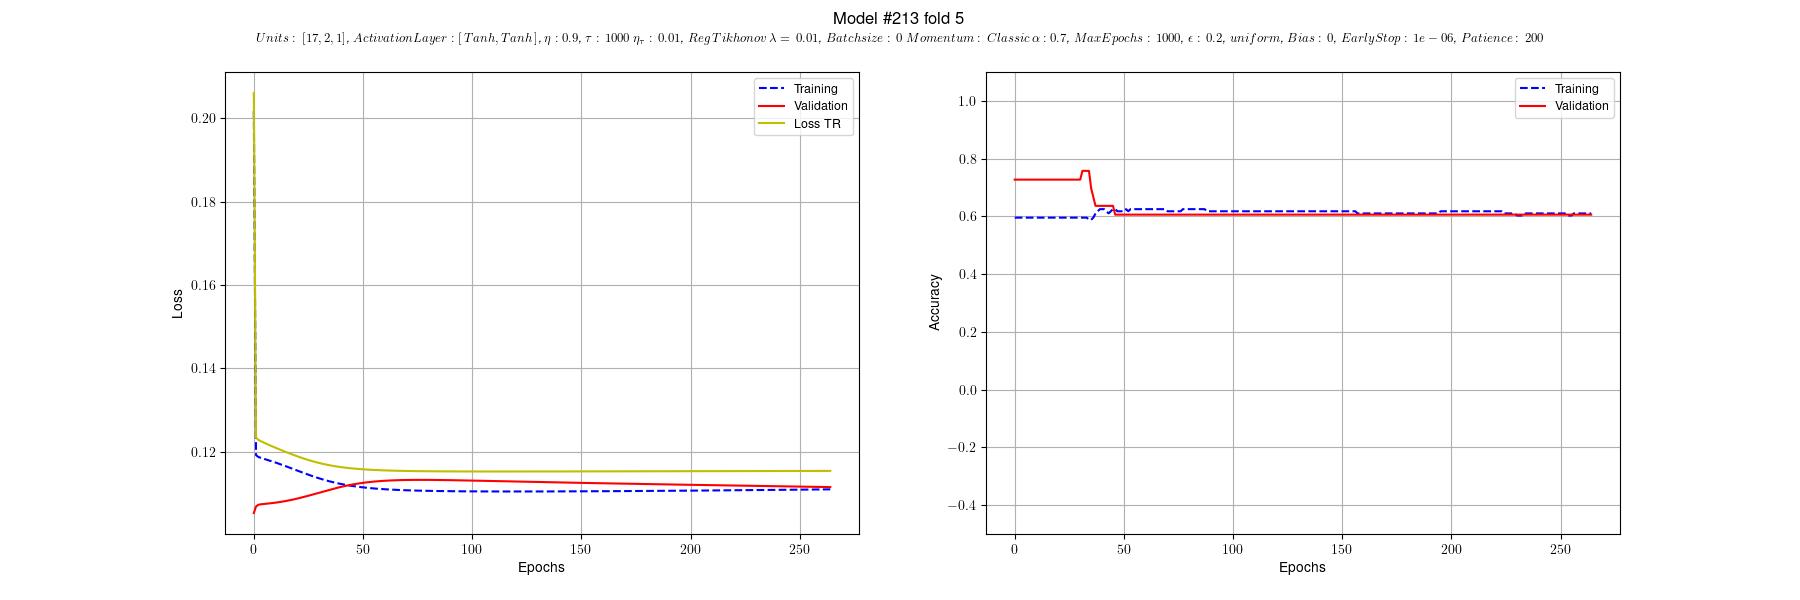 Model #213 fold 5
Units : [17, 2, 1], ActivationLayer : [Tanh, Tanh], η : 0.9, τ : 1000 ητ : 0.01, RegTikhonov λ = 0.01, Batchsize : 0 Momentum : Classic α : 0.7, MaxEpochs : 1000, ϵ : 0.2, uniform, Bias : 0, EarlyStop : 1e − 06, Patience : 200
Loss
0.20
0.18
0.16
0.14
0.12
Training
Validation
Loss TR
0 50 100 150 200 250
Epochs
Accuracy
1.0
0.8
0.6
0.4
0.2
0.0
−0.2
−0.4
Training
Validation
0 50 100 150 200 250
Epochs